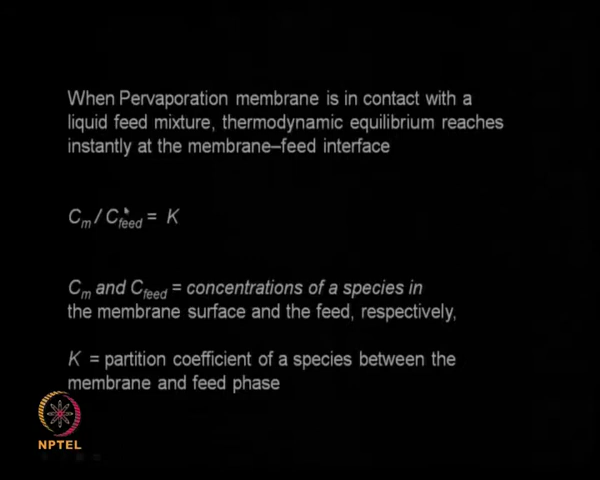 When Pervaporation membrane is in contact with a
liquid feed mixture, thermodynamic equilibrium reaches
instantly at the membrane–feed interface
Cm / Cfeed = K
Cm and Cfeed = concentrations of a species in
the membrane surface and the feed, respectively,
K = partition coefficient of a species between the
membrane and feed phase
NPTEL